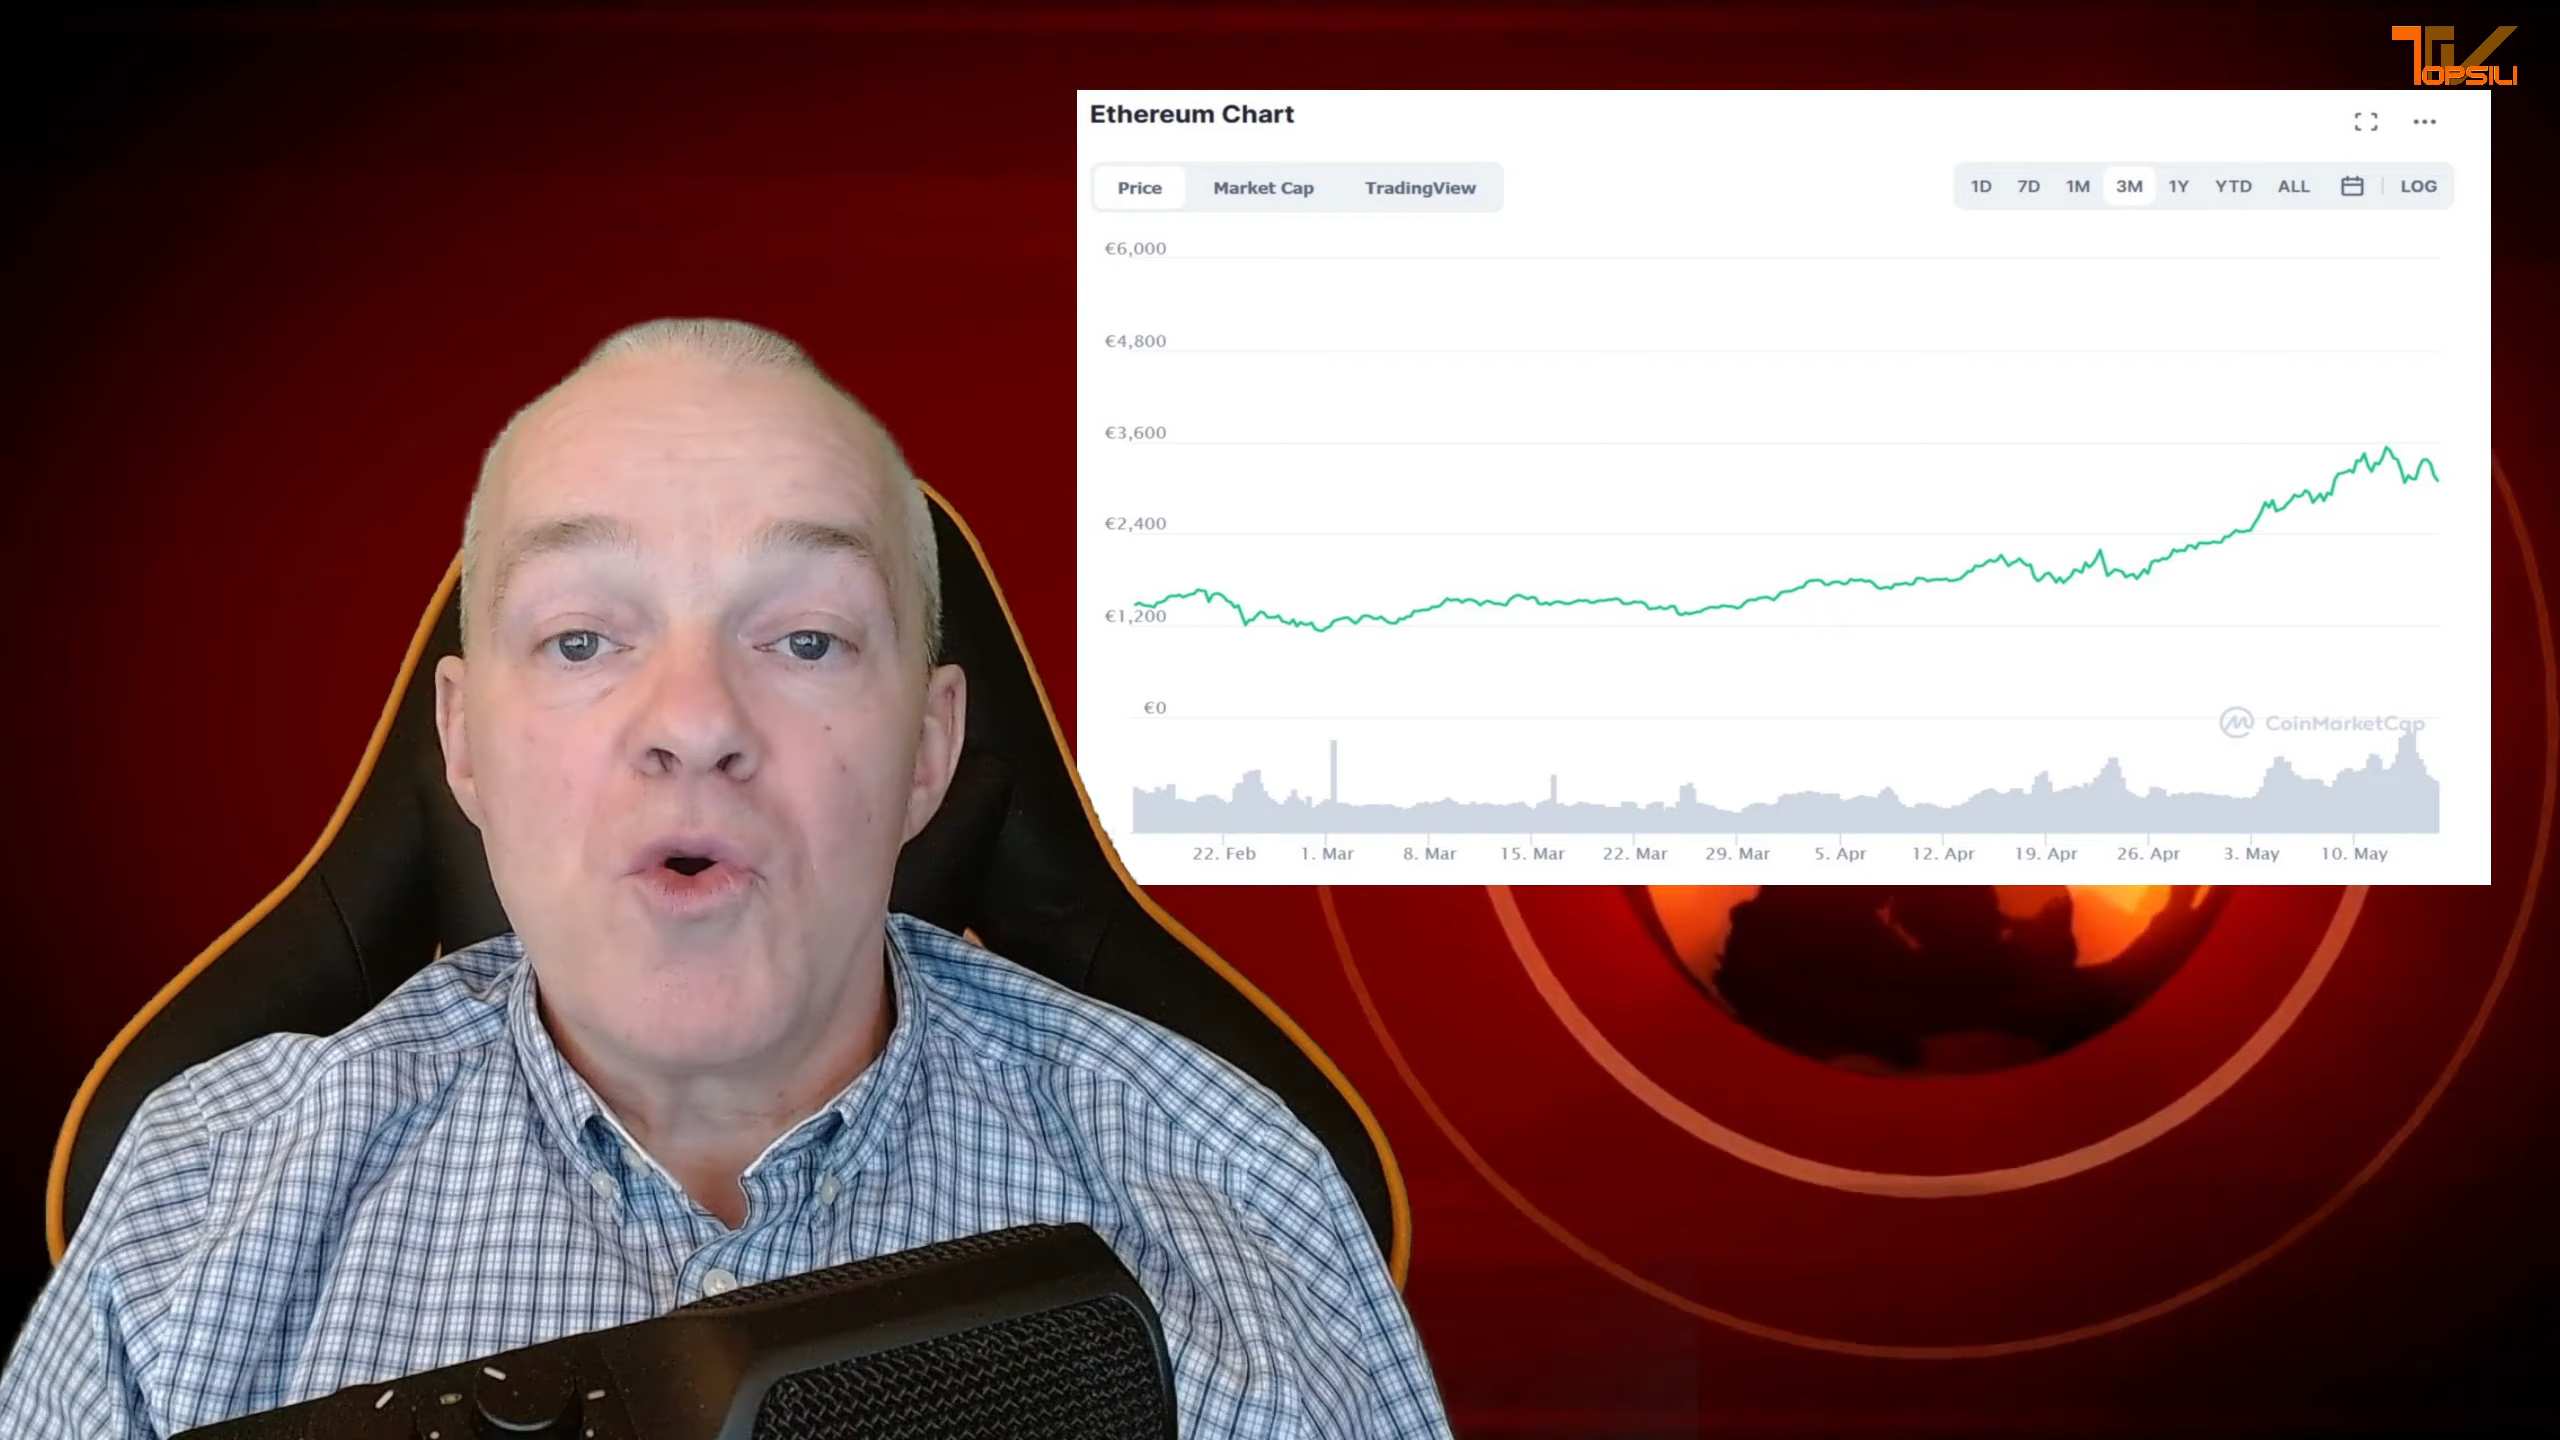 TV
TOPSILI
Ethereum Chart
Price Market Cap TradingView
1D 7D 1M 3M 1Y YTD ALL LOG
€6,000
€4,800
€3,600
€2,400
€1,200
€0
CoinMarketCap
22. Feb 1. Mar 8. Mar 15. Mar 22. Mar 29. Mar 5. Apr 12. Apr 19. Apr 26. Apr 3. May 10. May